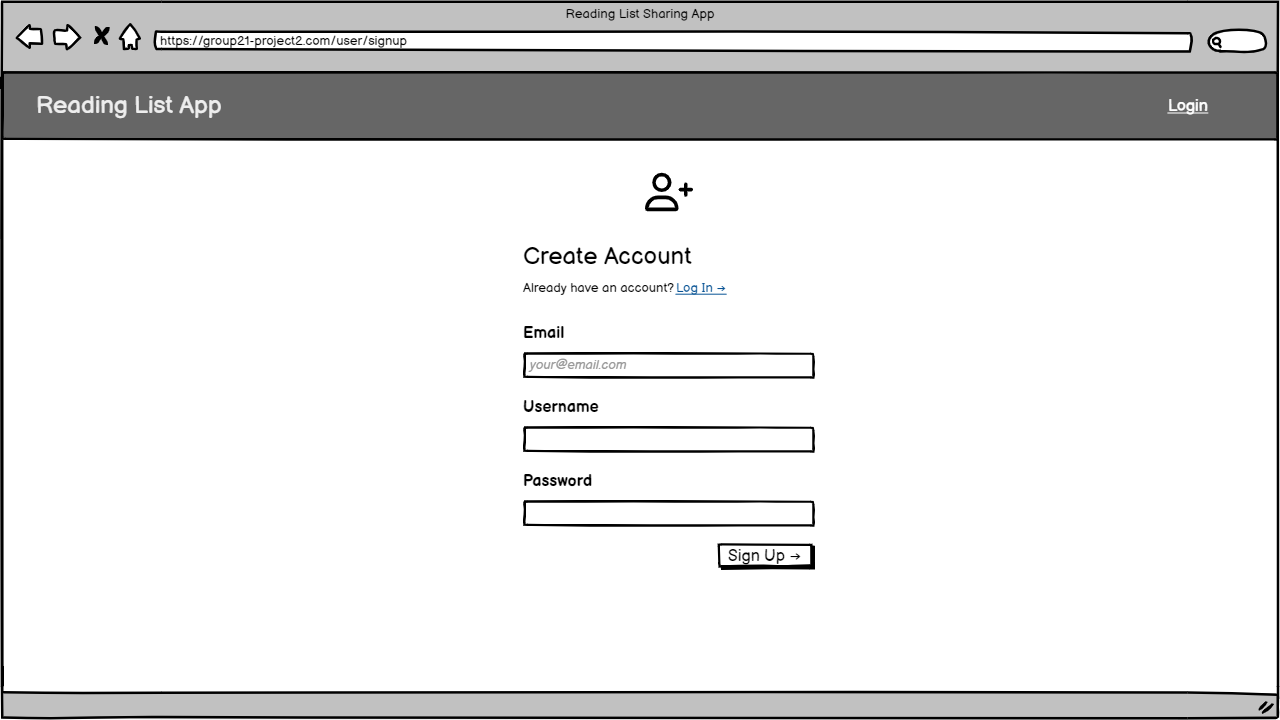 Reading List Sharing App
https://group21-project2.com/user/signup
Reading List App
Login
Create Account
Already have an account? Log In →
Email
your@email.com
Username
Password
Sign Up →